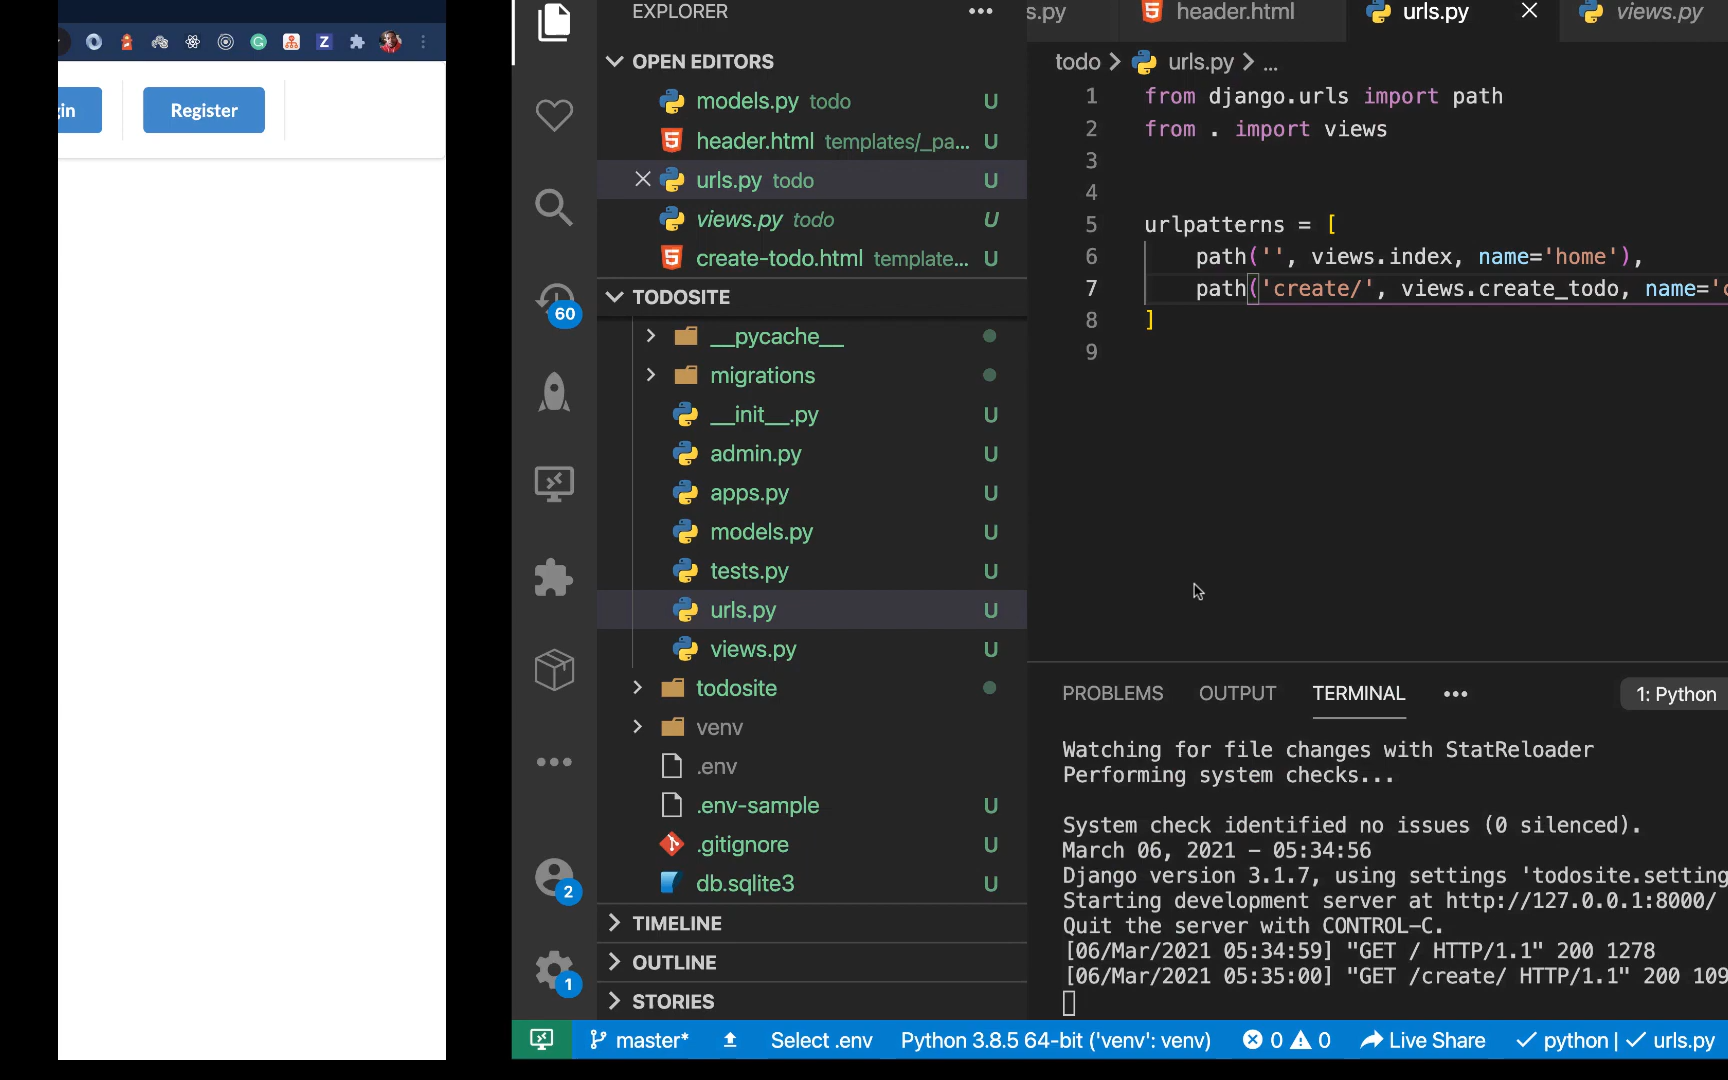 Register
Z
EXPLORER
OPEN EDITORS
models.py todo U
header.html templates/_pa... U
urls.py todo U
views.py todo U
create-todo.html template... U
TODOSITE
60
__pycache__
migrations
__init__.py U
admin.py U
apps.py U
models.py U
tests.py U
urls.py U
views.py U
todosite
venv
.env
.env-sample U
.gitignore U
db.sqlite3 U
2
TIMELINE
OUTLINE
1
STORIES
header.html
urls.py
views.py
todo > urls.py > ...
1 from django.urls import path
2 from . import views
3
4
5 urlpatterns = [
6 path('', views.index, name='home'),
7 path('create/', views.create_todo, name='
8 ]
9
PROBLEMS OUTPUT TERMINAL ... 1: Python
Watching for file changes with StatReloader
Performing system checks...
System check identified no issues (0 silenced).
March 06, 2021 - 05:34:56
Django version 3.1.7, using settings 'todosite.setting
Starting development server at http://127.0.0.1:8000/
Quit the server with CONTROL-C.
[06/Mar/2021 05:34:59] "GET / HTTP/1.1" 200 1278
[06/Mar/2021 05:35:00] "GET /create/ HTTP/1.1" 200 109
master* Select .env Python 3.8.5 64-bit ('venv': venv) 0 0 Live Share python | urls.py